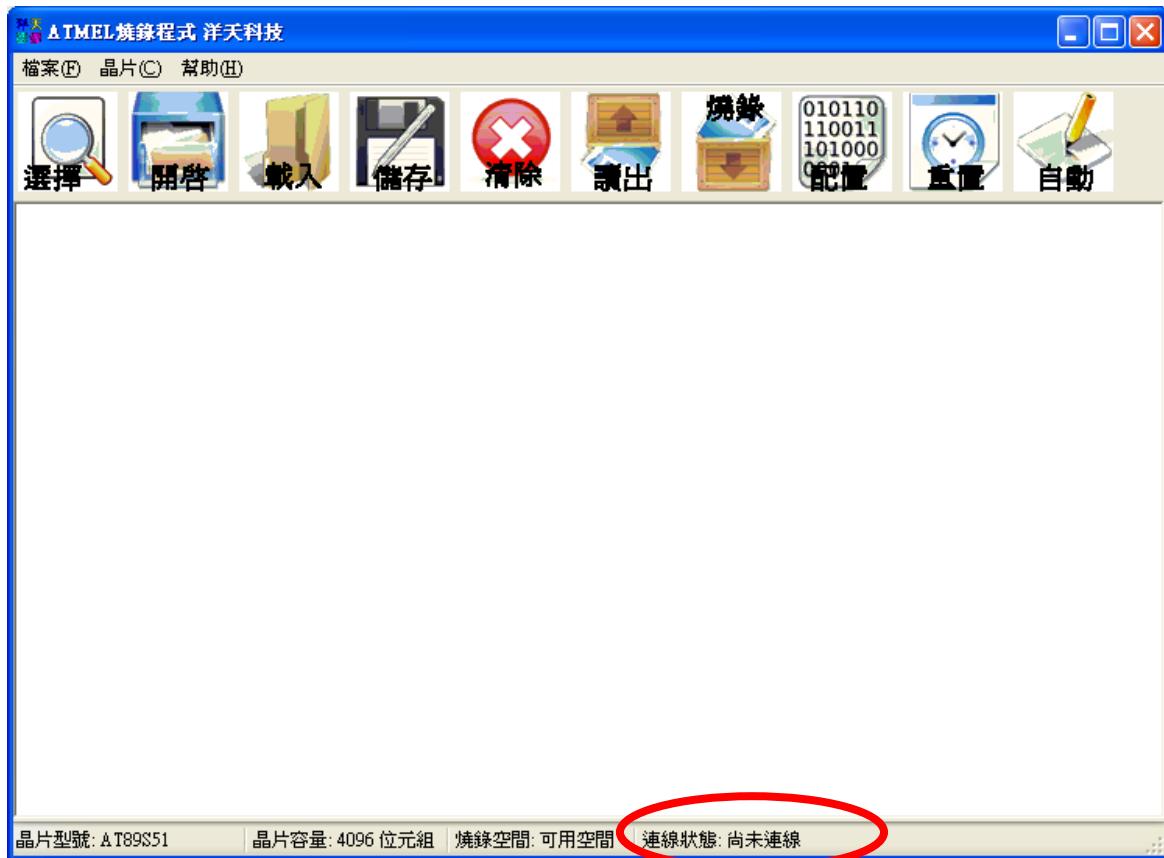 ATMEL燒錄程式 洋天科技
檔案(F) 晶片(C) 幫助(H)
選擇 開啓 載入 儲存 清除 讀出 燒錄 配置 重置 自動
010110
110011
101000
晶片型號: AT89S51 晶片容量: 4096 位元組 燒錄空間: 可用空間 連線狀態: 尚未連線